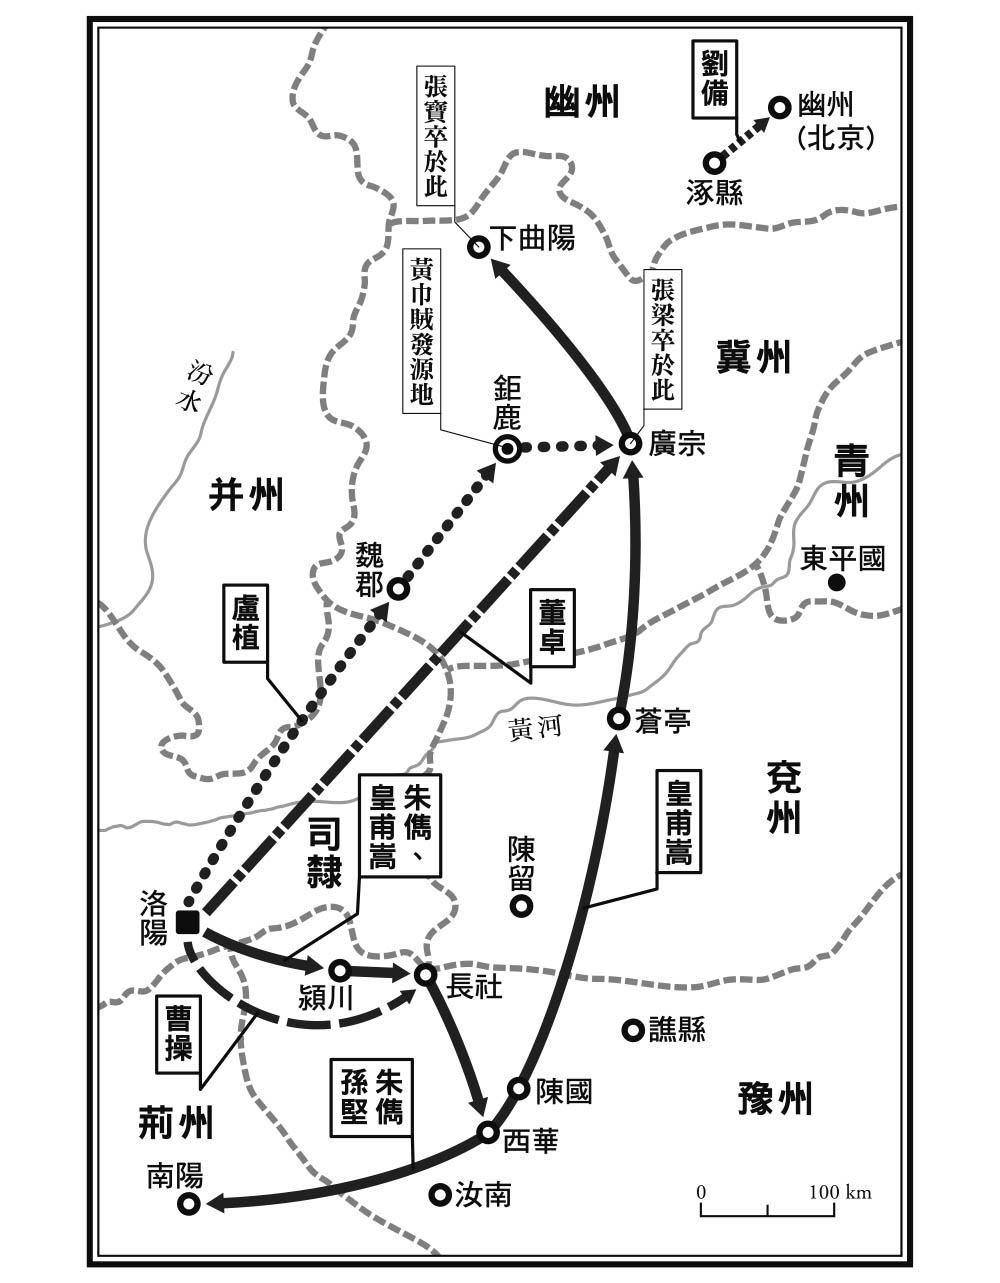 幽州
劉備
幽州
（北京）
涿縣
張寶卒於此
下曲陽
黃巾賊發源地
張梁卒於此
冀州
汾水
鉅鹿
廣宗
青州
并州
東平國
魏郡
盧植
董卓
黃河
蒼亭
兗州
朱儁、
皇甫嵩
皇甫嵩
司隸
陳留
洛陽
潁川
長社
曹操
譙縣
朱儁
孫堅
陳國
豫州
荊州
西華
南陽
汝南
0 100 km